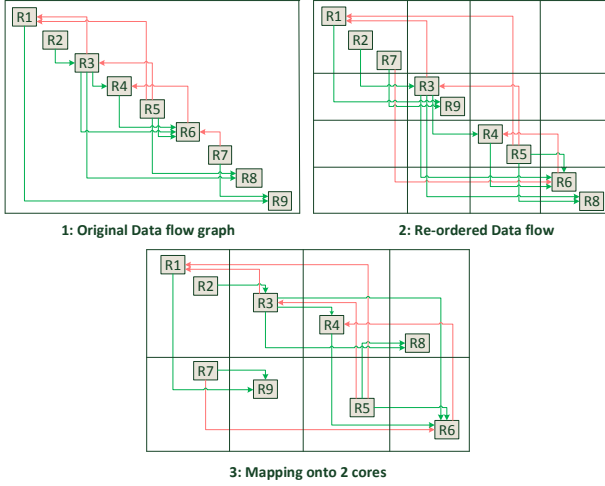 R1
R2
R3
R4
R5
R6
R7
R8
R9
1: Original Data flow graph
R1
R2
R7
R3
R9
R4
R5
R6
R8
2: Re-ordered Data flow
R1
R2
R3
R4
R8
R7
R9
R5
R6
3: Mapping onto 2 cores